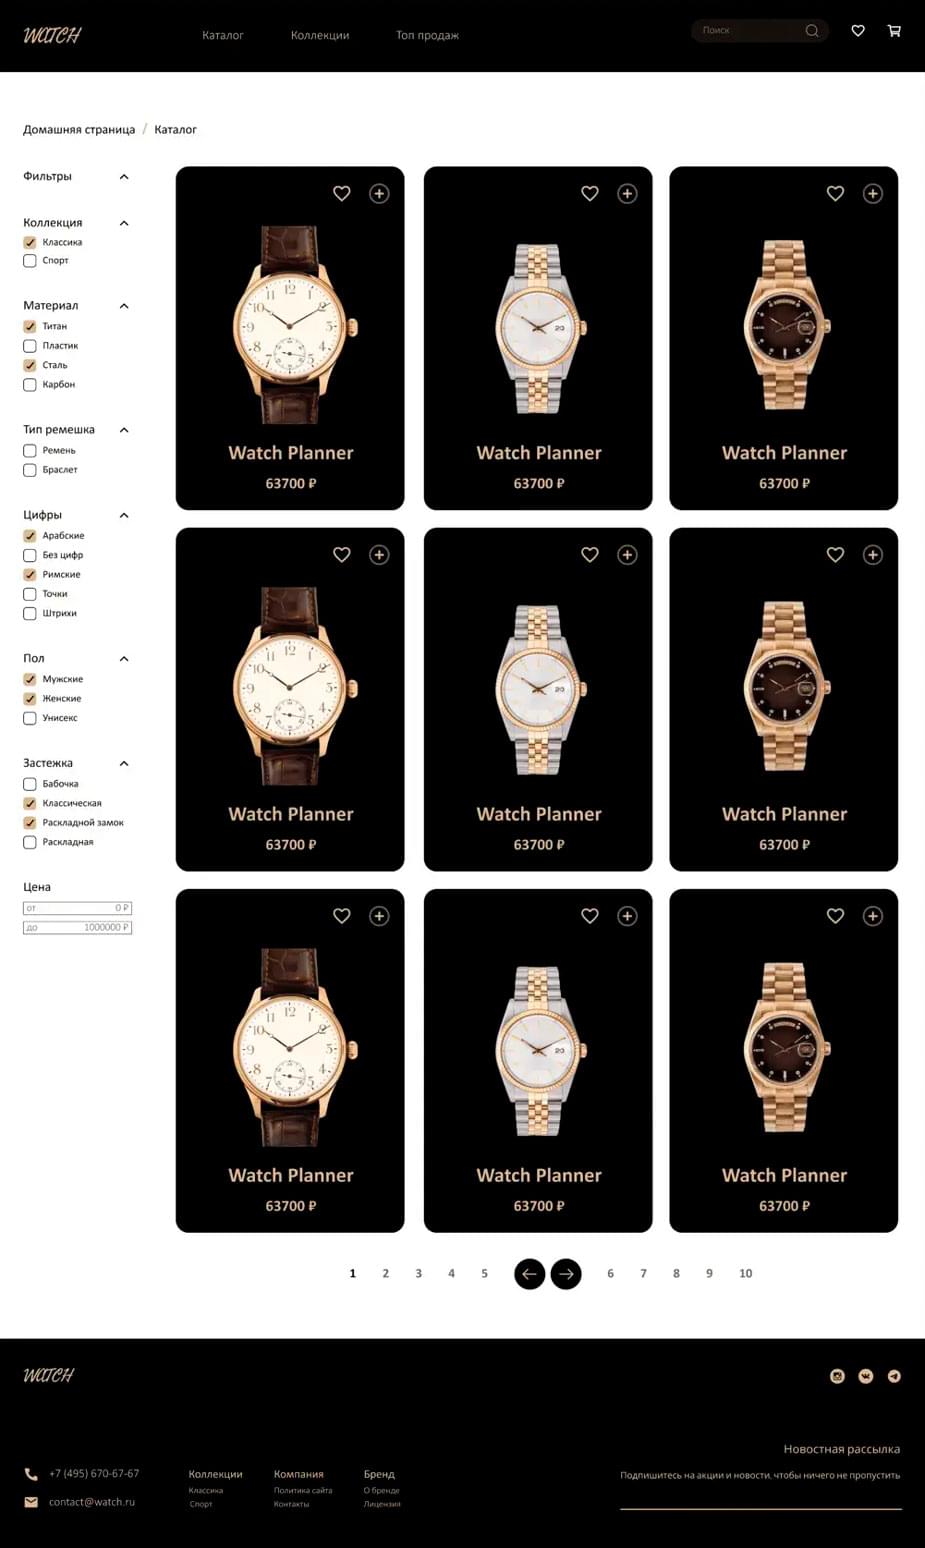 WATCH
Каталог
Коллекции
Топ продаж
Поиск
Домашняя страница / Каталог
Фильтры
Коллекция
Классика
Спорт
Материал
Титан
Пластик
Сталь
Карбон
Тип ремешка
Ремень
Браслет
Цифры
Арабские
Без цифр
Римские
Точки
Штрихи
Пол
Мужские
Женские
Унисекс
Застежка
Бабочка
Классическая
Раскладной замок
Раскладная
Цена
от 0 ₽
до 1000000 ₽
Watch Planner
63700 ₽
Watch Planner
63700 ₽
Watch Planner
63700 ₽
Watch Planner
63700 ₽
Watch Planner
63700 ₽
Watch Planner
63700 ₽
Watch Planner
63700 ₽
Watch Planner
63700 ₽
Watch Planner
63700 ₽
1 2 3 4 5 6 7 8 9 10
WATCH
+7 (495) 670-67-67
contact@watch.ru
Коллекции
Классика
Спорт
Компания
Политика сайта
Контакты
Бренд
О бренде
Лицензия
Новостная рассылка
Подпишитесь на акции и новости, чтобы ничего не пропустить